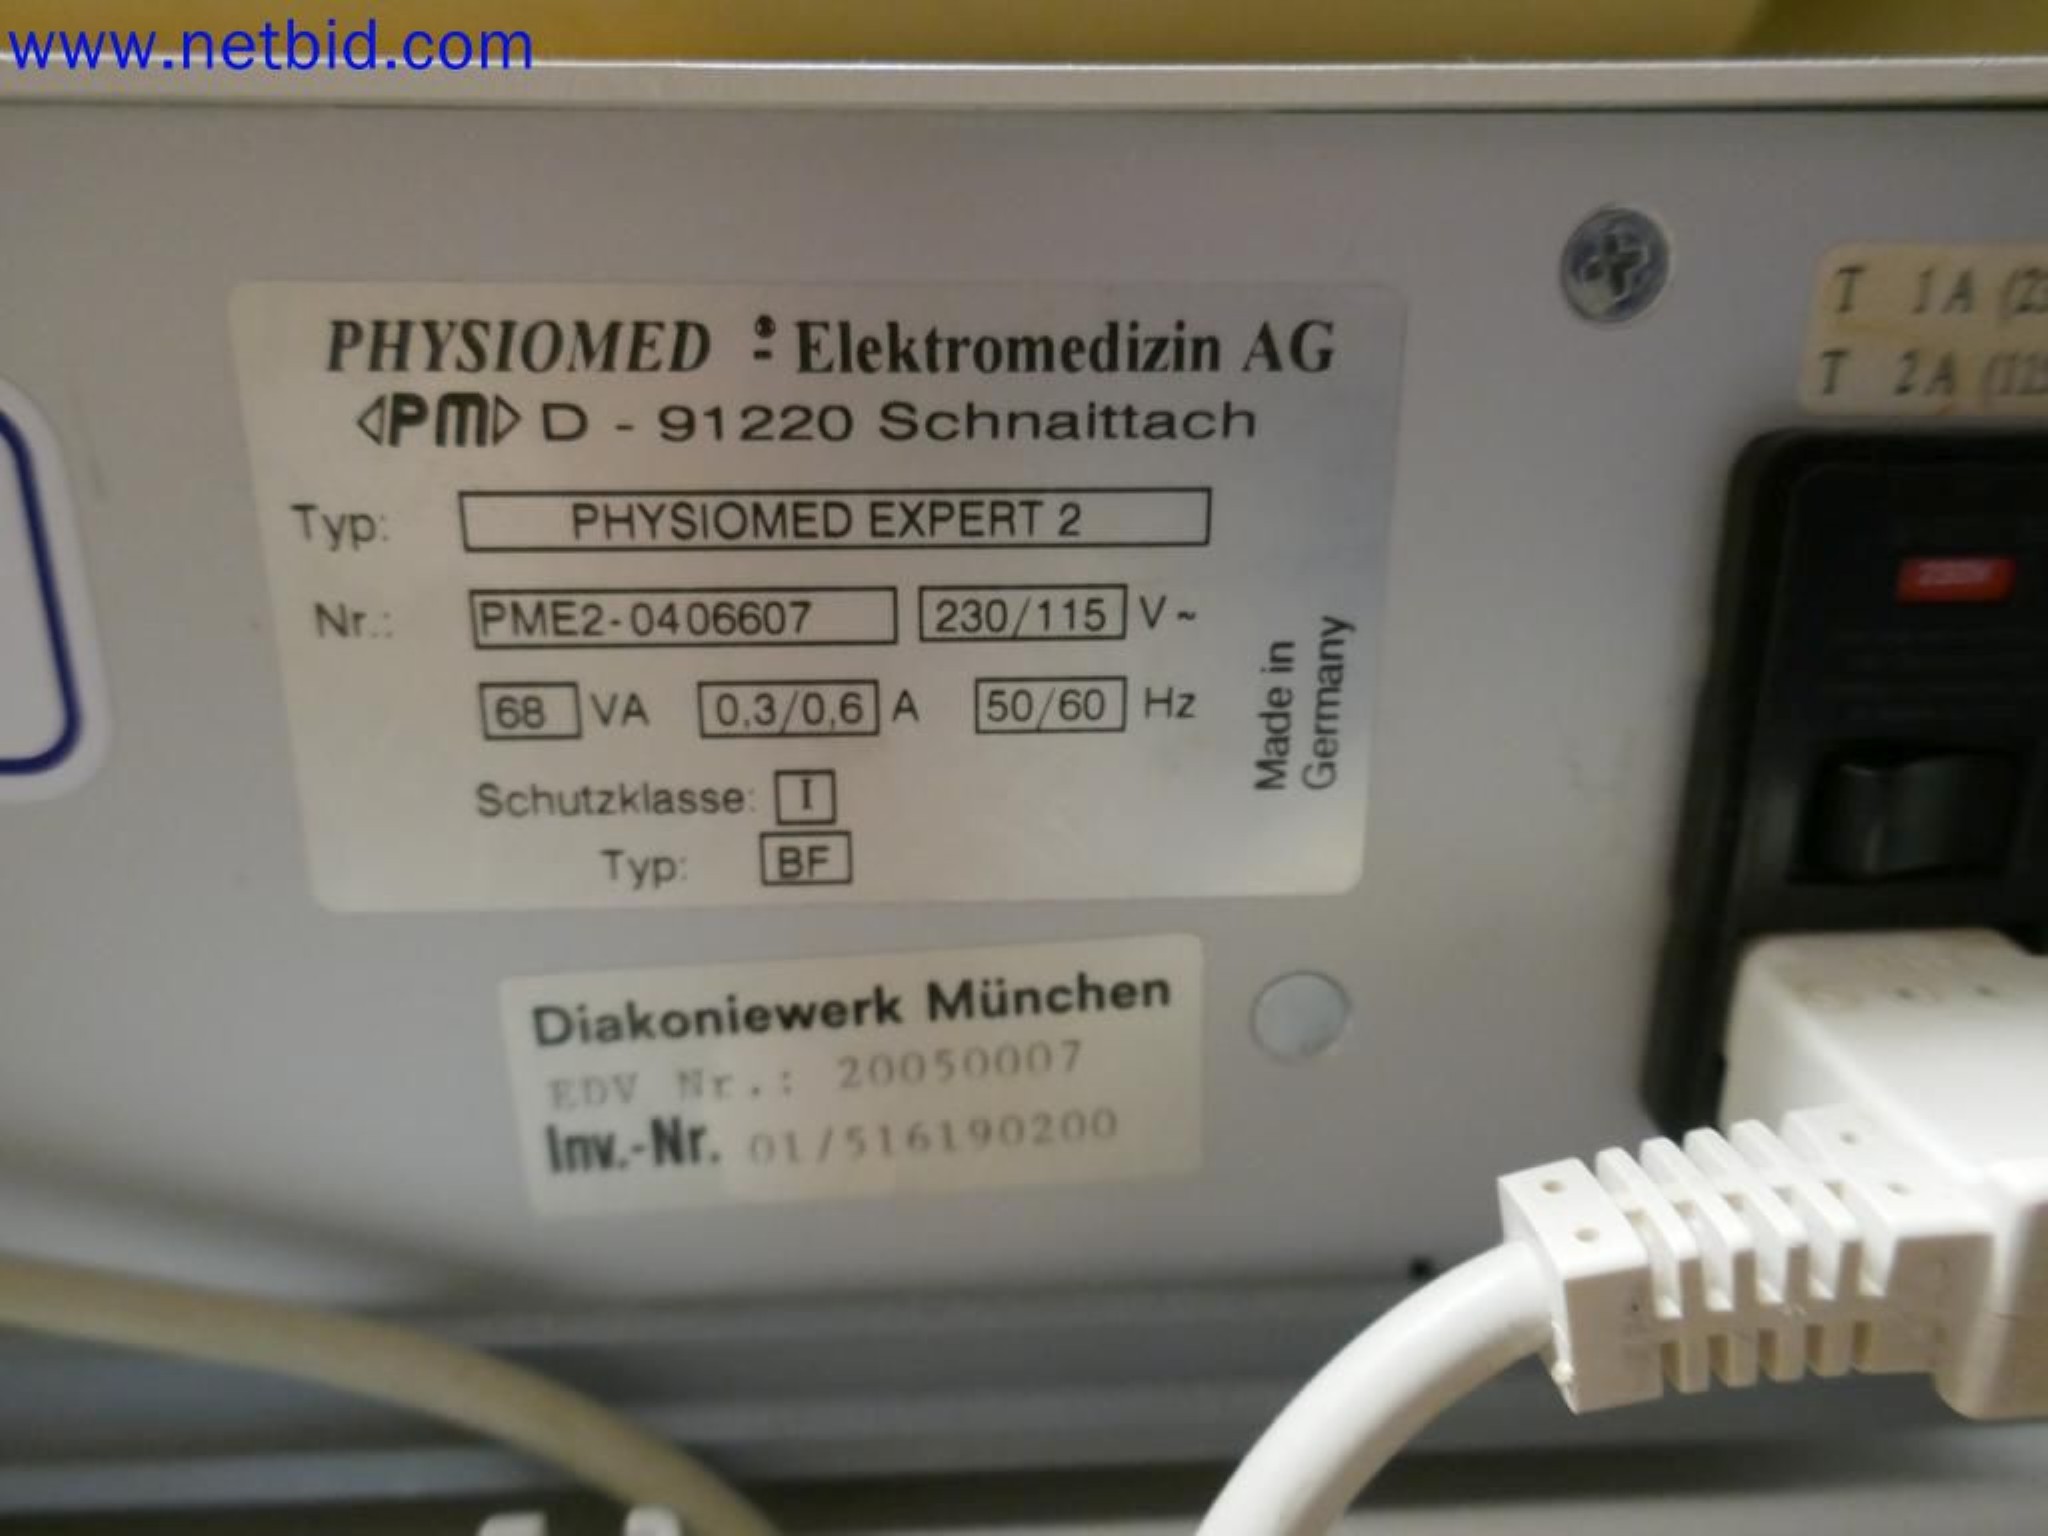 www.netbid.com
PHYSIOMED ® Elektromedizin AG
PM D - 91220 Schnaittach
Typ: PHYSIOMED EXPERT 2
Nr.: PME2-0406607 230/115 V~
68 VA 0,3/0,6 A 50/60 Hz
Schutzklasse: I
Typ: BF
Made in
Germany
T 1A
T 2A
230V
Diakoniewerk München
EDV Nr.: 20050007
Inv.-Nr. 01/516190200